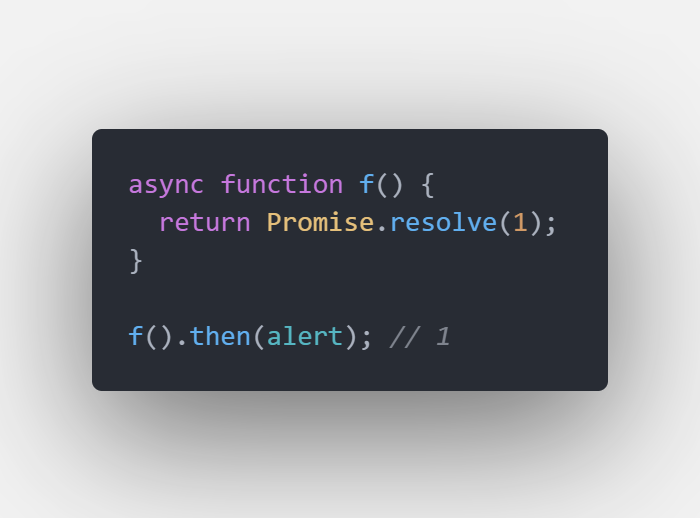 async function f() {
  return Promise.resolve(1);
}
f().then(alert); // 1